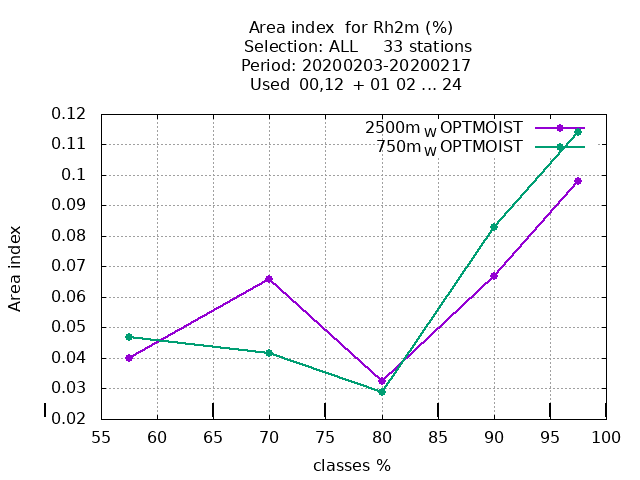 Area index  for Rh2m (%)
Selection: ALL     33 stations
Period: 20200203-20200217
Used  00,12  + 01 02 ... 24
2500m W OPTMOIST
750m W OPTMOIST
0.12
0.11
0.1
0.09
0.08
0.07
0.06
0.05
0.04
0.03
0.02
Area index
55 60 65 70 75 80 85 90 95 100
classes %